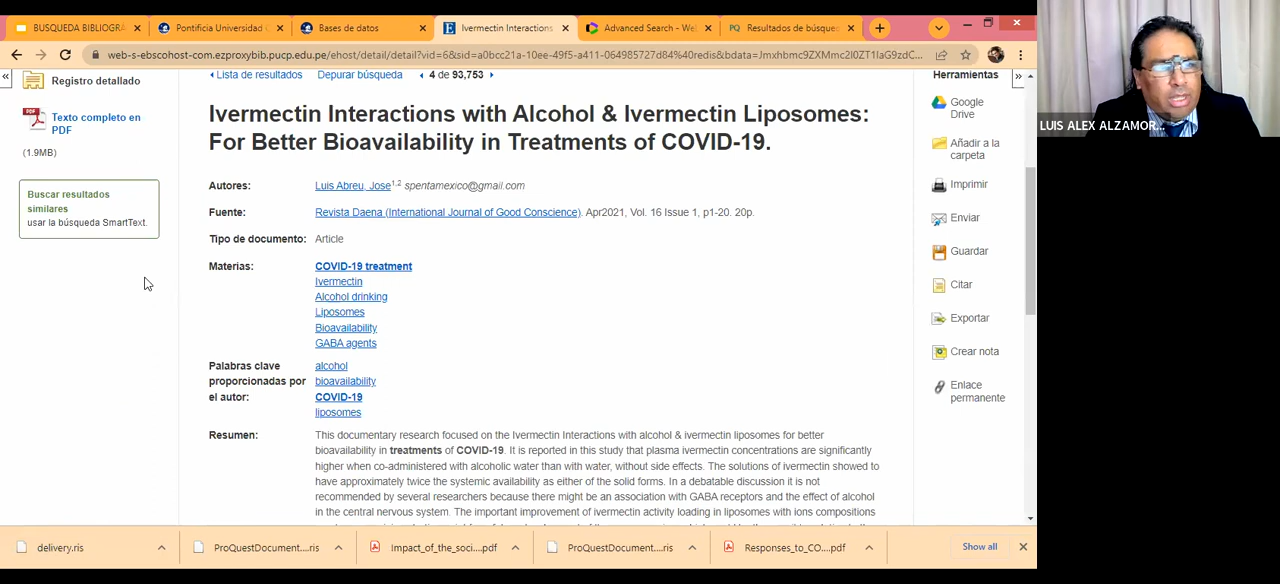 BUSQUEDA BIBLIOGRA
Pontificia Universidad
Bases de datos
Ivermectin Interactions
Advanced Search - We
Resultados de búsque
web-s-ebscohost-com.ezproxybib.pucp.edu.pe/ehost/detail/detail?vid=6&sid=a0bcc21a-10ee-49f5-a411-064985727d84%40redis&bdata=Jmxhbmc9ZXMmc2l0ZT1laG9zdC...
Registro detallado
Texto completo en
PDF
(1.9MB)
Buscar resultados
similares
usar la búsqueda SmartText.
Lista de resultados
Depurar búsqueda
4 de 93,753
Ivermectin Interactions with Alcohol & Ivermectin Liposomes:
For Better Bioavailability in Treatments of COVID-19.
Autores: Luis Abreu, Jose1,2 spentamexico@gmail.com
Fuente: Revista Daena (International Journal of Good Conscience). Apr2021, Vol. 16 Issue 1, p1-20. 20p.
Tipo de documento: Article
Materias: COVID-19 treatment
Ivermectin
Alcohol drinking
Liposomes
Bioavailability
GABA agents
Palabras clave alcohol
proporcionadas por bioavailability
el autor: COVID-19
liposomes
Resumen: This documentary research focused on the Ivermectin Interactions with alcohol & ivermectin liposomes for better
bioavailability in treatments of COVID-19. It is reported in this study that plasma ivermectin concentrations are significantly
higher when co-administered with alcoholic water than with water, without side effects. The solutions of ivermectin showed to
have approximately twice the systemic availability as either of the solid forms. In a debatable discussion it is not
recommended by several researchers because there might be an association with GABA receptors and the effect of alcohol
in the central nervous system. The important improvement of ivermectin activity loading in liposomes with ions compositions
Herramientas
Google
Drive
Añadir a la
carpeta
Imprimir
Enviar
Guardar
Citar
Exportar
Crear nota
Enlace
permanente
LUIS ALEX ALZAMOR...
delivery.ris
ProQuestDocument....ris
Impact_of_the_soci....pdf
ProQuestDocument....ris
Responses_to_CO....pdf
Show all